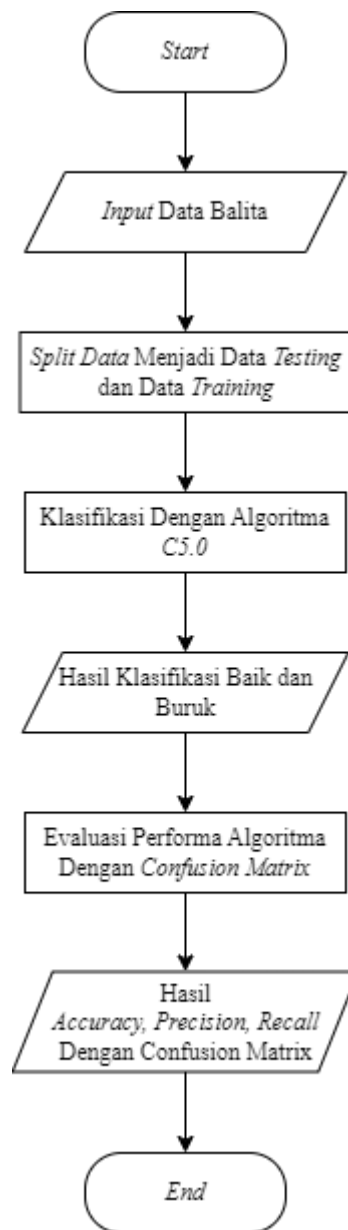 Start
Input Data Balita
Split Data Menjadi Data Testing
dan Data Training
Klasifikasi Dengan Algoritma
C5.0
Hasil Klasifikasi Baik dan
Buruk
Evaluasi Performa Algoritma
Dengan Confusion Matrix
Hasil
Accuracy, Precision, Recall
Dengan Confusion Matrix
End